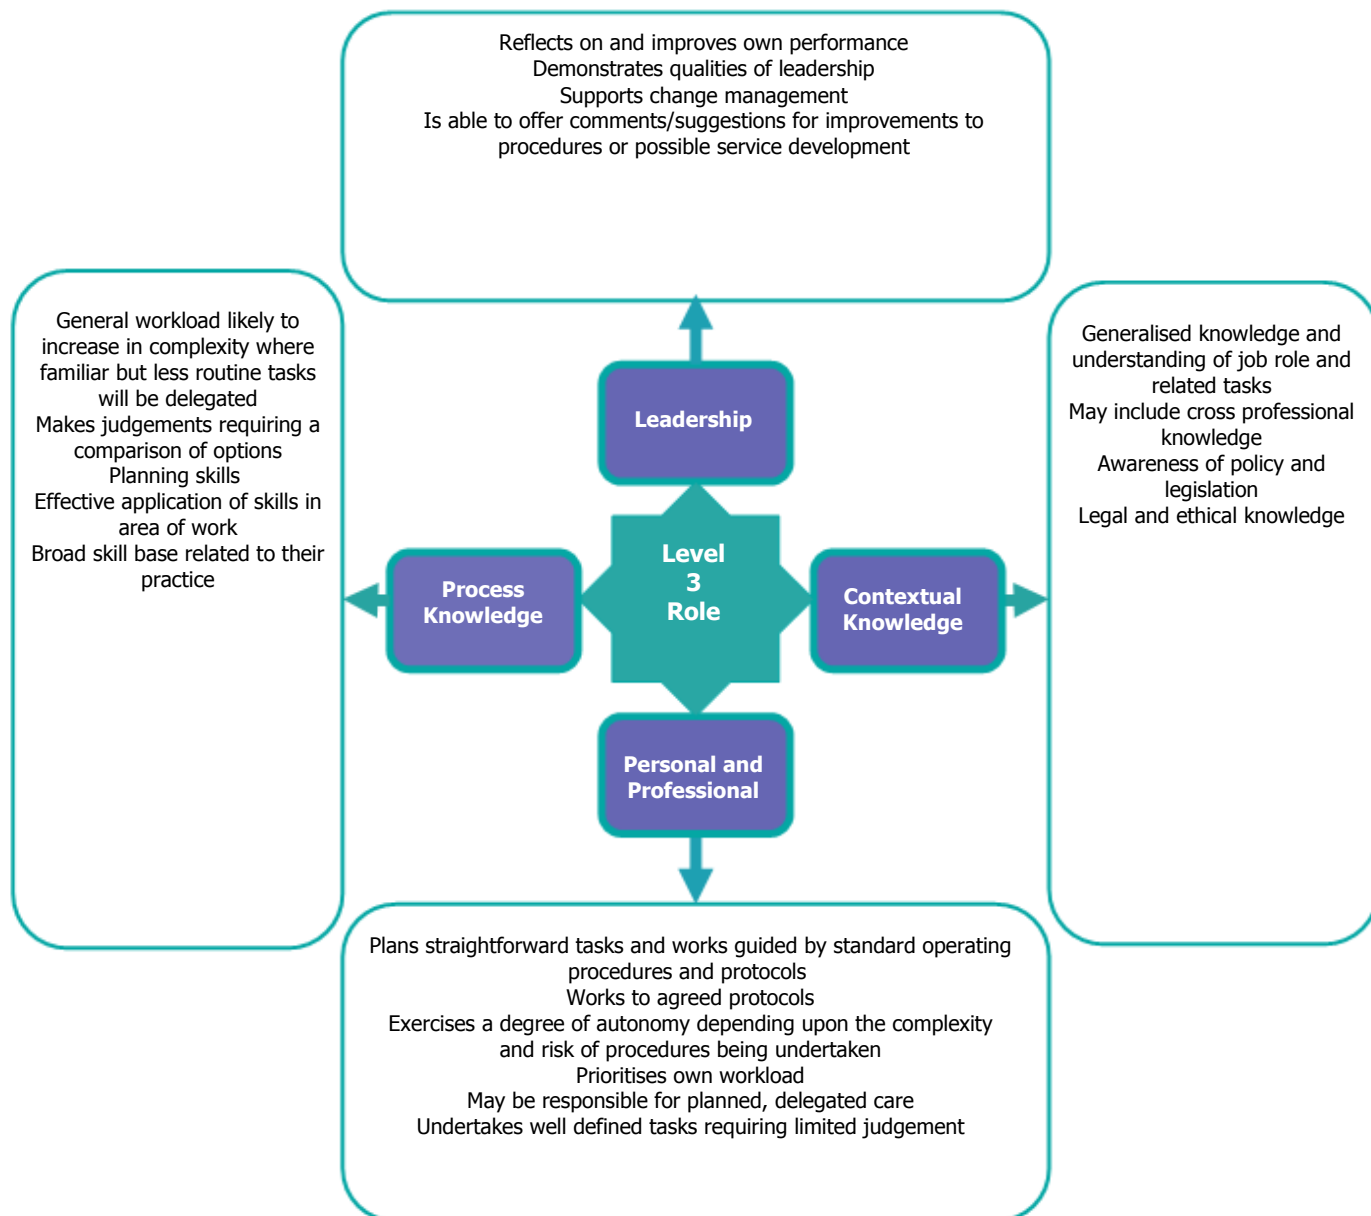 Reflects on and improves own performance
Demonstrates qualities of leadership
Supports change management
Is able to offer comments/suggestions for improvements to
procedures or possible service development
General workload likely to
increase in complexity where
familiar but less routine tasks
will be delegated
Makes judgements requiring a
comparison of options
Planning skills
Effective application of skills in
area of work
Broad skill base related to their
practice
Leadership
Process
Knowledge
Level
3
Role
Contextual
Knowledge
Personal and
Professional
Generalised knowledge and
understanding of job role and
related tasks
May include cross professional
knowledge
Awareness of policy and
legislation
Legal and ethical knowledge
Plans straightforward tasks and works guided by standard operating
procedures and protocols
Works to agreed protocols
Exercises a degree of autonomy depending upon the complexity
and risk of procedures being undertaken
Prioritises own workload
May be responsible for planned, delegated care
Undertakes well defined tasks requiring limited judgement